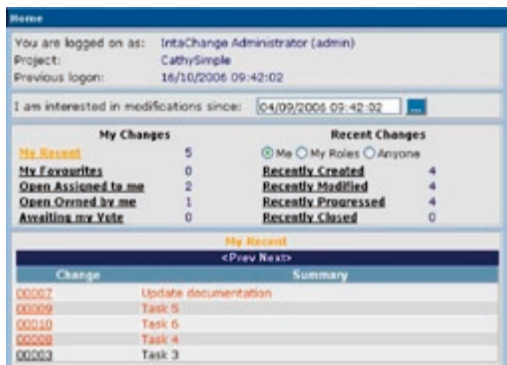 Home
You are logged on as: IntaChange Administrator (admin)
Project: CathySimple
Previous logon: 16/10/2006 09:42:02
I am interested in modifications since: 04/09/2006 09:42:02 ...
My Changes
My Recent 5
My Favourites 0
Open Assigned to me 2
Open Owned by me 1
Awaiting my Vote 0
Recent Changes
Me My Roles Anyone
Recently Created 4
Recently Modified 4
Recently Progressed 4
Recently Closed 0
My Recent
<Prev Next>
Change Summary
00007 Update documentation
00009 Task 5
00010 Task 6
00008 Task 4
00003 Task 3